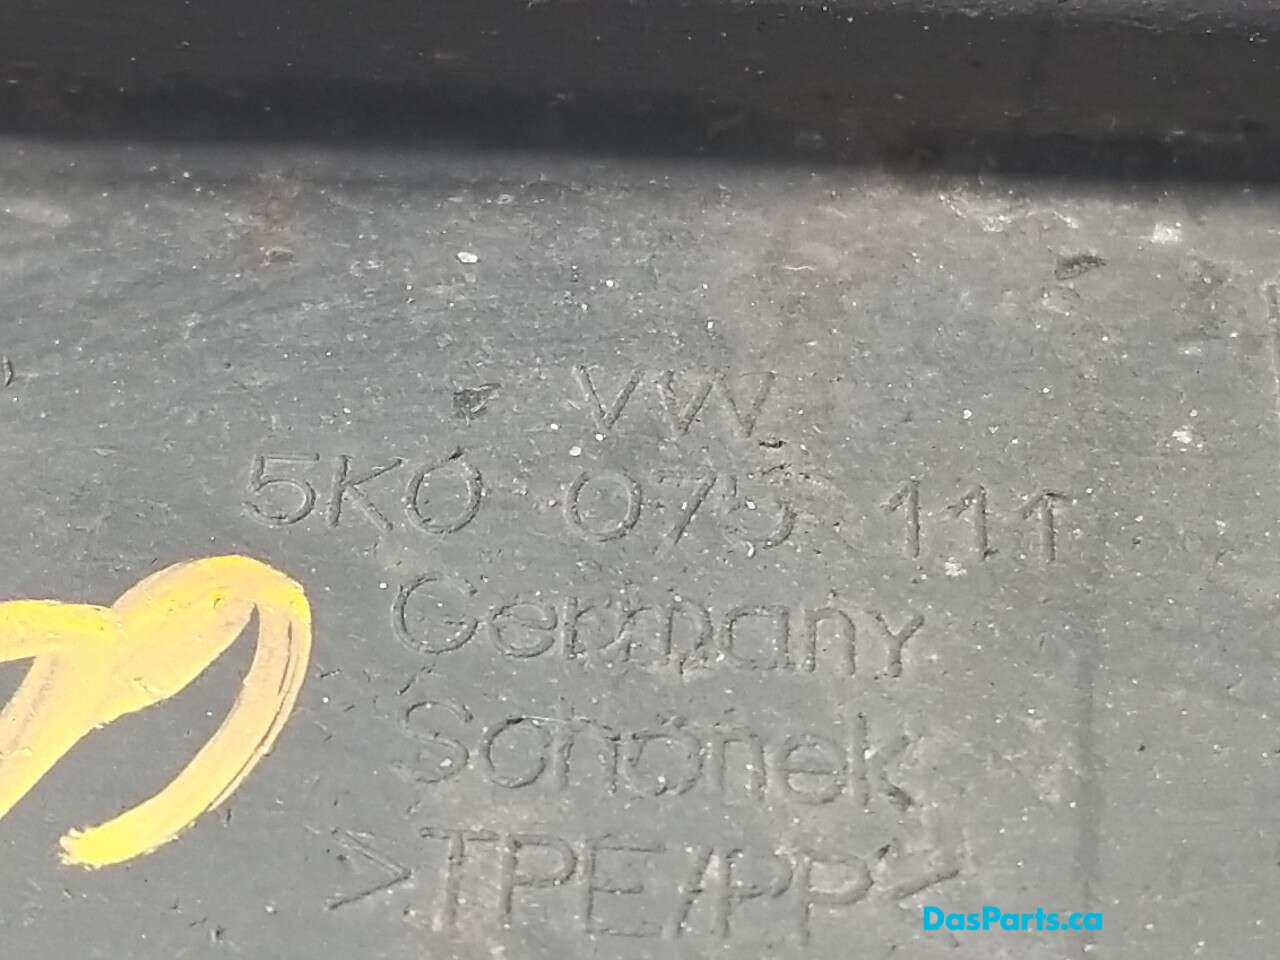 VW
5K0 075 111
Germany
Schönek
>TPE/PP<
DasParts.ca